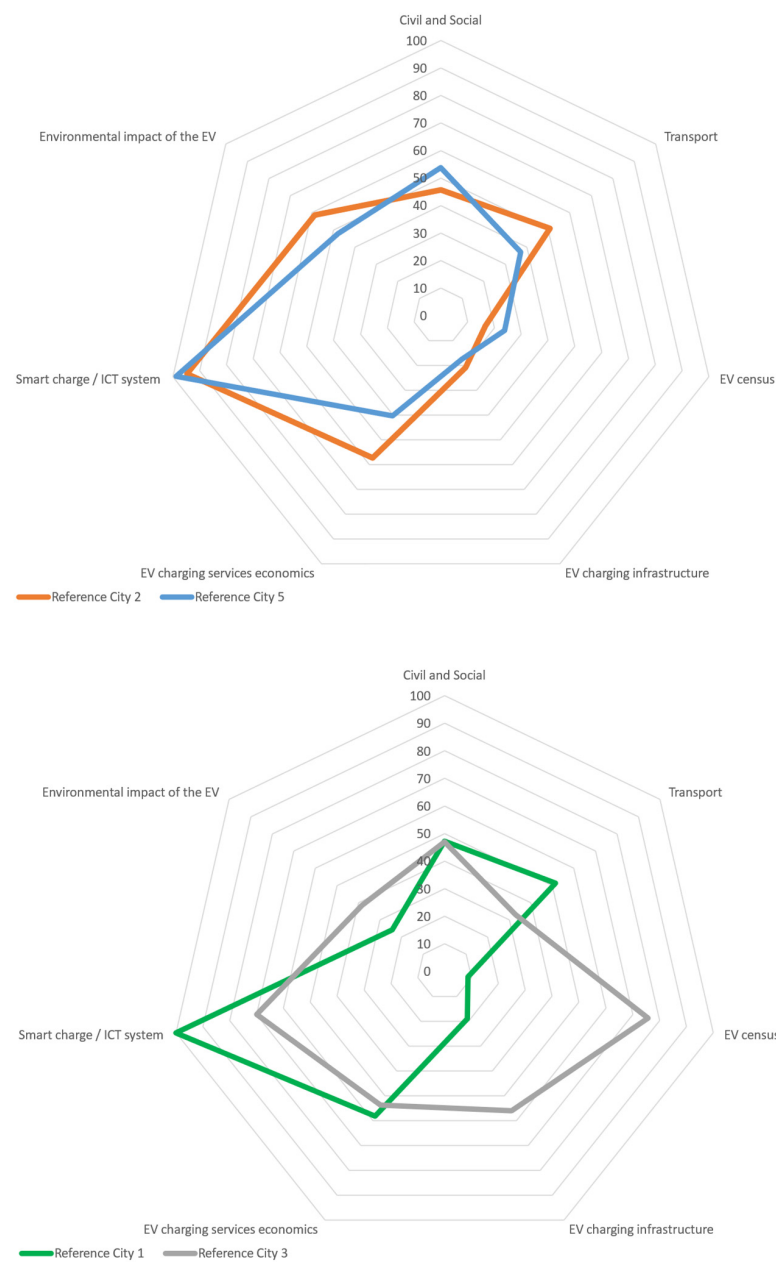 Civil and Social
100
90
80
70
60
50
40
30
20
10
0
Environmental impact of the EV
Transport
Smart charge / ICT system
EV census
EV charging services economics
EV charging infrastructure
Reference City 2
Reference City 5
Civil and Social
100
90
80
70
60
50
40
30
20
10
0
Environmental impact of the EV
Transport
Smart charge / ICT system
EV census
EV charging services economics
EV charging infrastructure
Reference City 1
Reference City 3